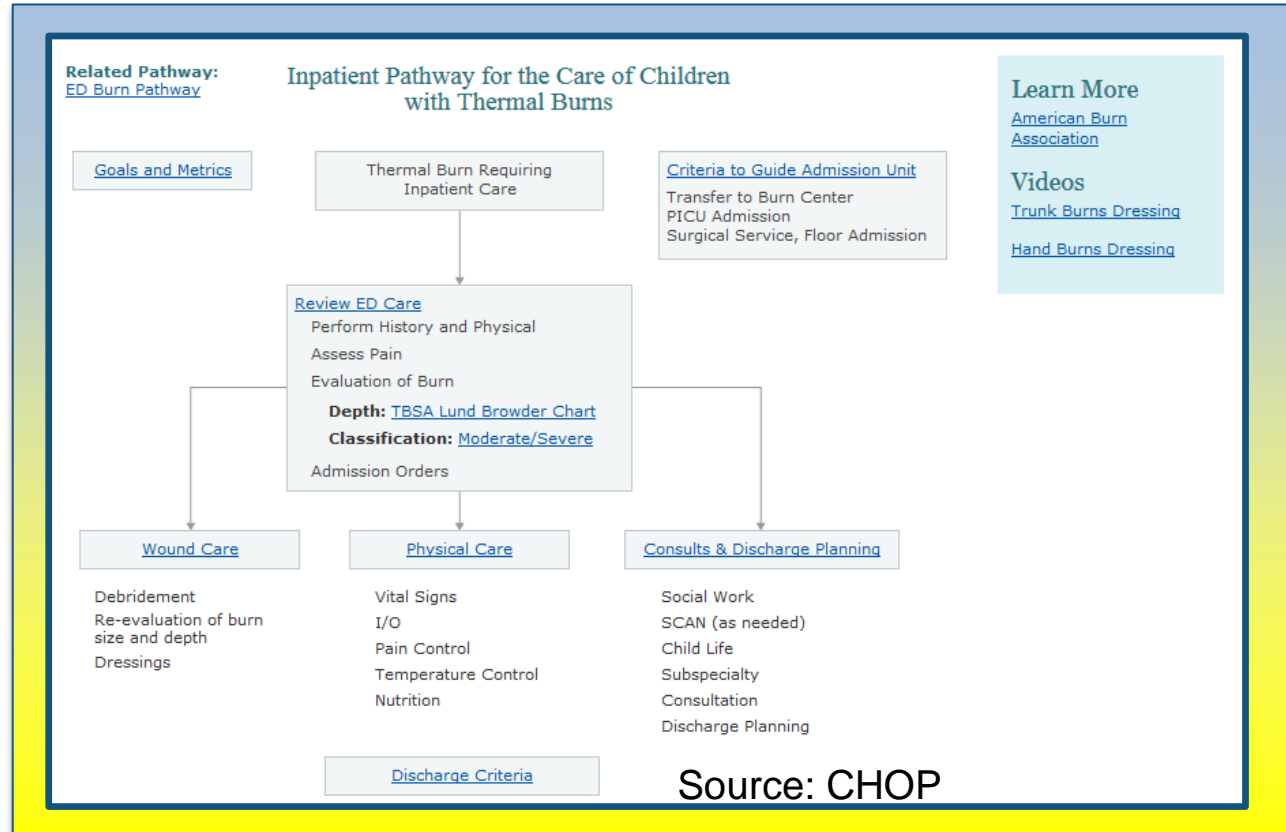 Related Pathway:
ED Burn Pathway
Inpatient Pathway for the Care of Children
with Thermal Burns
Goals and Metrics
Thermal Burn Requiring
Inpatient Care
Criteria to Guide Admission Unit
Transfer to Burn Center
PICU Admission
Surgical Service, Floor Admission
Learn More
American Burn
Association
Videos
Trunk Burns Dressing
Hand Burns Dressing
Review ED Care
Perform History and Physical
Assess Pain
Evaluation of Burn
Depth: TBSA Lund Browder Chart
Classification: Moderate/Severe
Admission Orders
Wound Care
Debridement
Re-evaluation of burn
size and depth
Dressings
Physical Care
Vital Signs
I/O
Pain Control
Temperature Control
Nutrition
Consults & Discharge Planning
Social Work
SCAN (as needed)
Child Life
Subspecialty
Consultation
Discharge Planning
Discharge Criteria
Source: CHOP